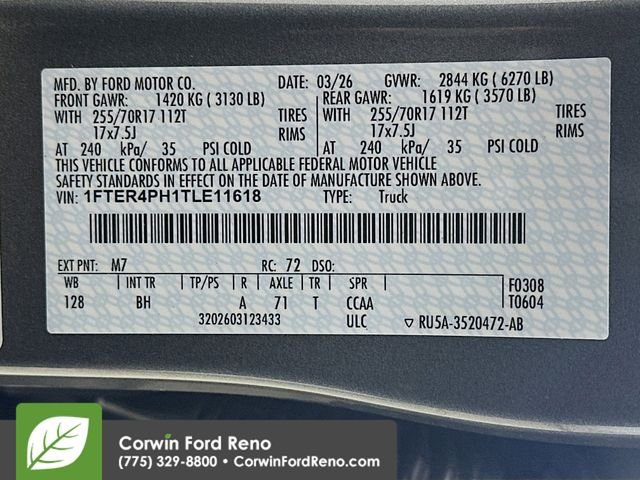 MFD. BY FORD MOTOR CO. DATE: 03/26 GVWR: 2844 KG ( 6270 LB)
FRONT GAWR: 1420 KG ( 3130 LB) REAR GAWR: 1619 KG ( 3570 LB)
WITH 255/70R17 112T TIRES WITH 255/70R17 112T TIRES
17x7.5J RIMS 17x7.5J RIMS
AT 240 kPa/ 35 PSI COLD AT 240 kPa/ 35 PSI COLD
THIS VEHICLE CONFORMS TO ALL APPLICABLE FEDERAL MOTOR VEHICLE
SAFETY STANDARDS IN EFFECT ON THE DATE OF MANUFACTURE SHOWN ABOVE.
VIN: 1FTER4PH1TLE11618 TYPE: Truck
EXT PNT: M7 RC: 72 DSO:
WB INT TR TP/PS R AXLE TR SPR F0308
128 BH A 71 T CCAA T0604
3202603123433 ULC ▽ RU5A-3520472-AB
Corwin Ford Reno
(775) 329-8800 • CorwinFordReno.com